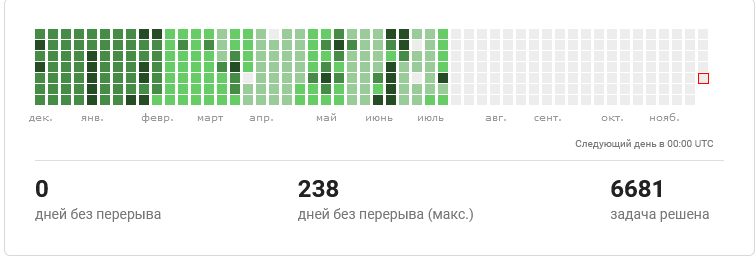 дек. янв. февр. март апр. май июнь июль авг. сент. окт. нояб.
Следующий день в 00:00 UTC
0 238 6681
дней без перерыва дней без перерыва (макс.) задача решена